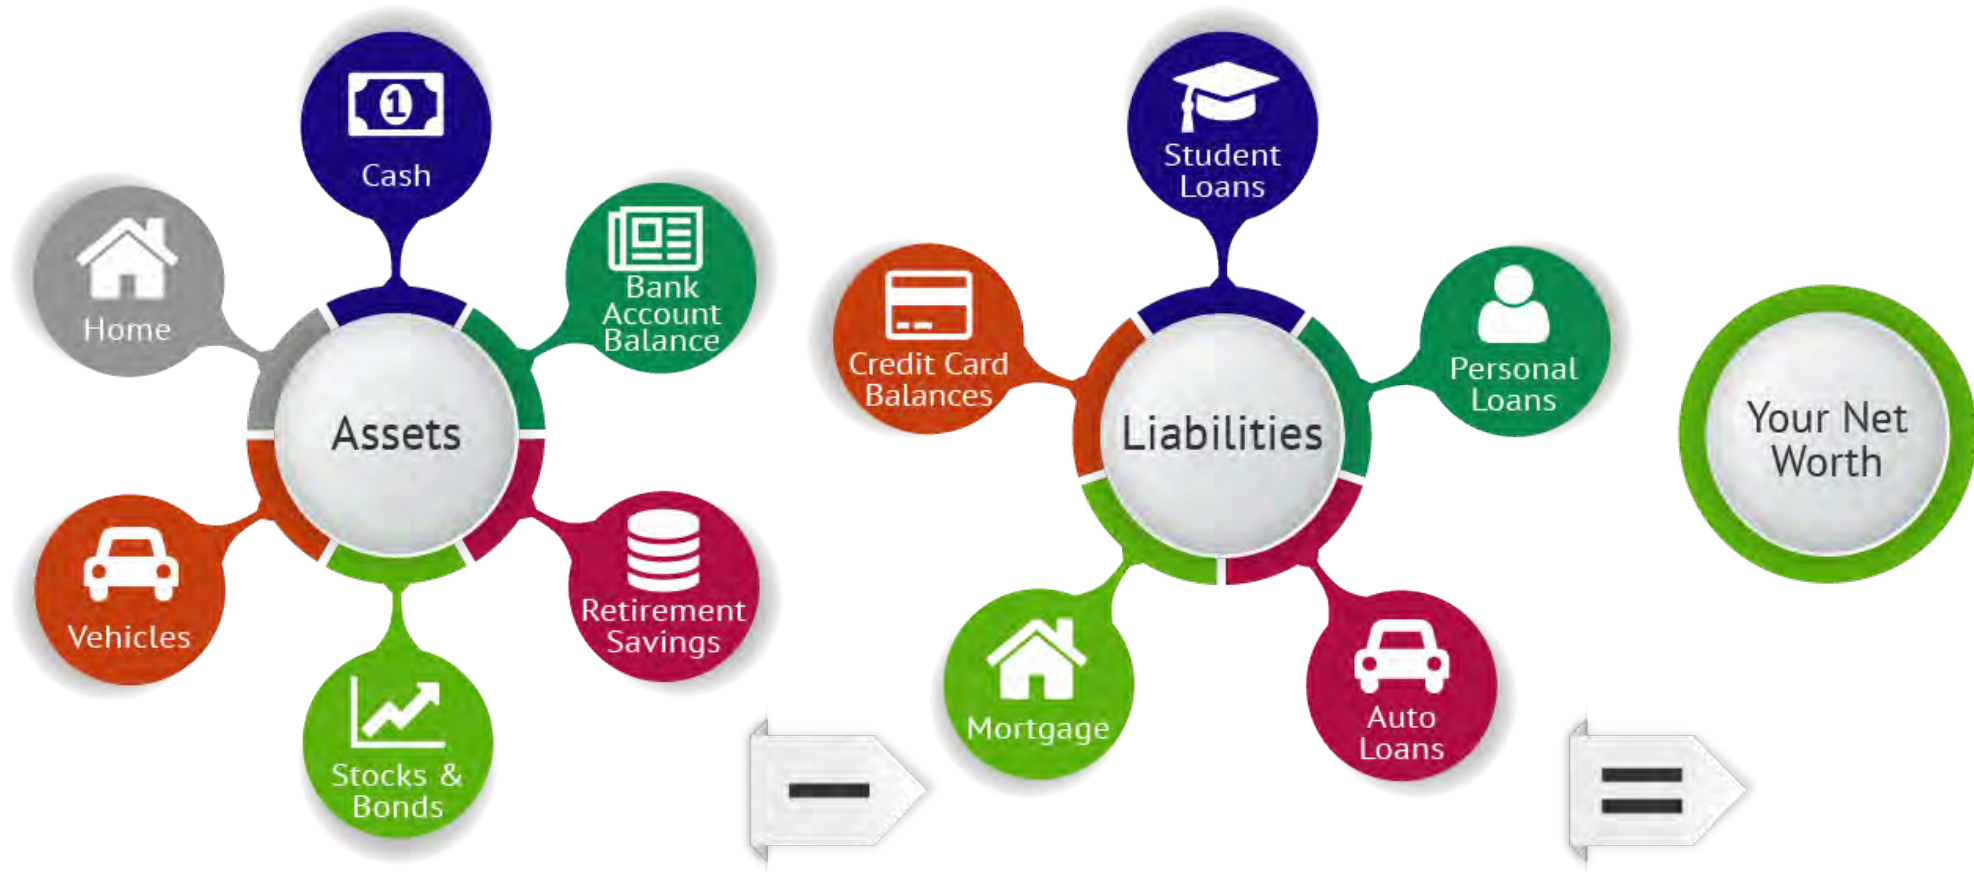 1
Cash
Bank
Account
Balance
Retirement
Savings
Stocks &
Bonds
Vehicles
Home
Assets
–
Student
Loans
Personal
Loans
Auto
Loans
Mortgage
Credit Card
Balances
Liabilities
=
Your Net
Worth